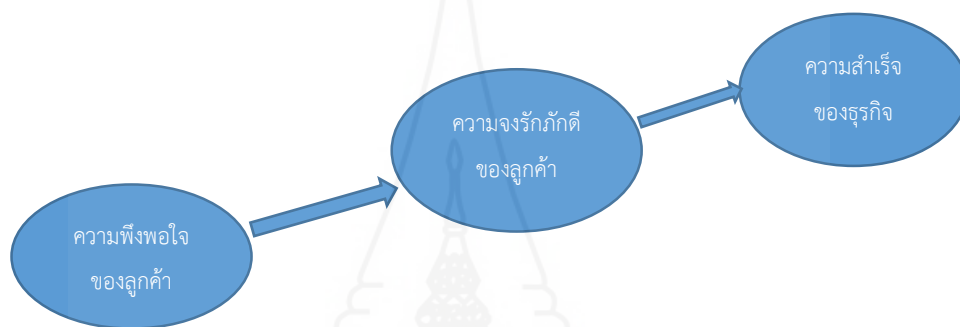 ความพึงพอใจ
ของลูกค้า
ความจงรักภักดี
ของลูกค้า
ความสำเร็จ
ของธุรกิจ